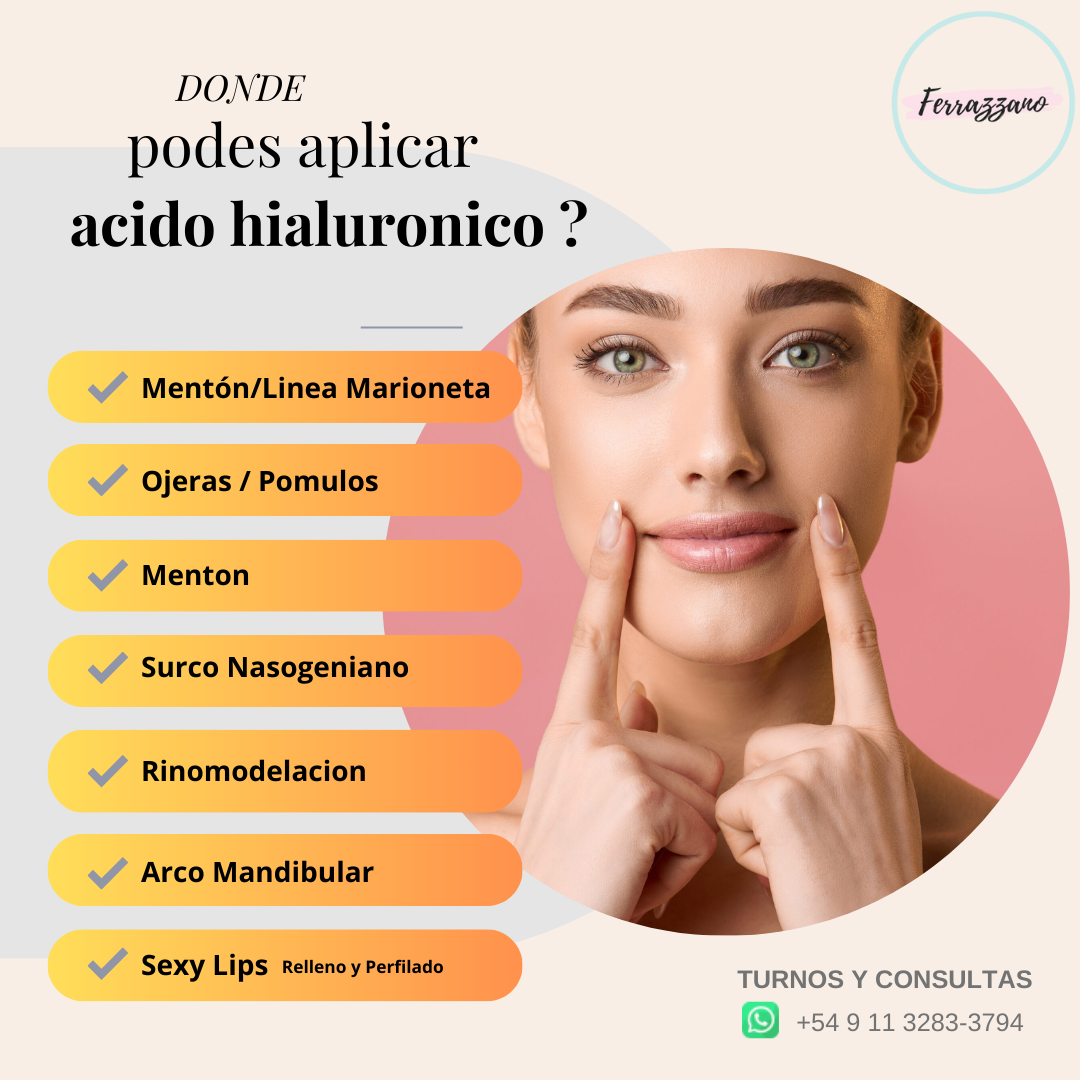 DONDE
podes aplicar
acido hialuronico ?
Ferrazzano
Mentón/Linea Marioneta
Ojeras / Pomulos
Menton
Surco Nasogeniano
Rinomodelacion
Arco Mandibular
Sexy Lips Relleno y Perfilado
TURNOS Y CONSULTAS
+54 9 11 3283-3794